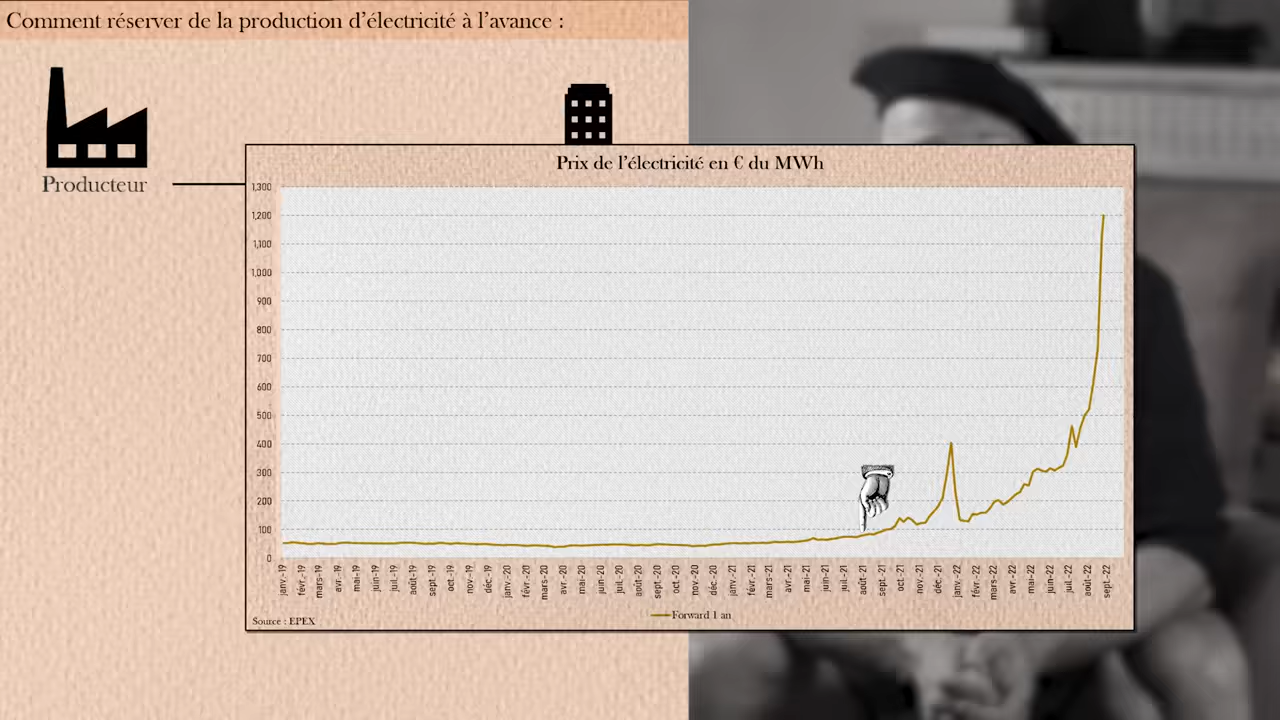 Comment réserver de la production d’électricité à l’avance :
Producteur
Prix de l’électricité en € du MWh
1,300
1,200
1,100
1,000
900
800
700
600
500
400
300
200
100
0
janv.-19
févr.-19
mars-19
avr.-19
mai-19
juin-19
juil.-19
août-19
sept.-19
oct.-19
nov.-19
déc.-19
janv.-20
févr.-20
mars-20
avr.-20
mai-20
juin-20
juil.-20
août-20
sept.-20
oct.-20
nov.-20
déc.-20
janv.-21
févr.-21
mars-21
avr.-21
mai-21
juin-21
juil.-21
août-21
sept.-21
oct.-21
nov.-21
déc.-21
janv.-22
févr.-22
mars-22
avr.-22
mai-22
juin-22
juil.-22
août-22
sept.-22
Forward 1 an
Source : EPEX